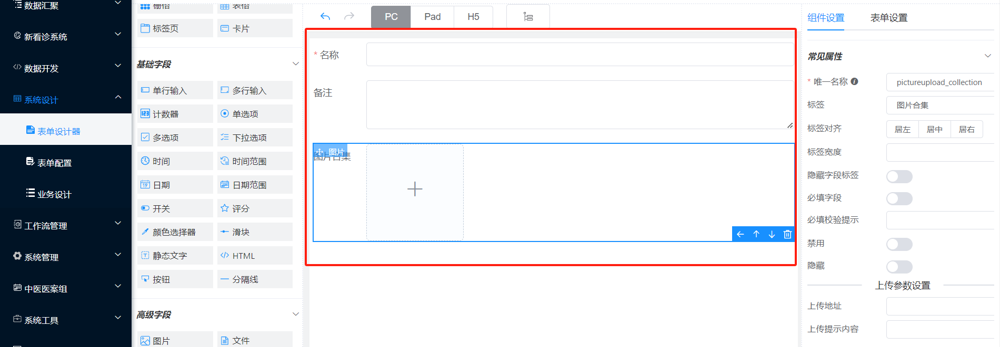 数据汇聚
新看诊系统
数据开发
系统设计
表单设计器
表单配置
业务设计
工作流管理
系统管理
中医医案组
系统工具
栅格
表格
标签页
卡片
基础字段
单行输入
多行输入
计数器
单选项
多选项
下拉选项
时间
时间范围
日期
日期范围
开关
评分
颜色选择器
滑块
静态文字
HTML
按钮
分隔线
高级字段
图片
文件
PC
Pad
H5
* 名称
备注
图片
图片合集
组件设置
表单设置
常见属性
* 唯一名称
pictureupload_collection
标签
图片合集
标签对齐
居左
居中
居右
标签宽度
隐藏字段标签
必填字段
必填校验提示
禁用
隐藏
上传参数设置
上传地址
上传提示内容